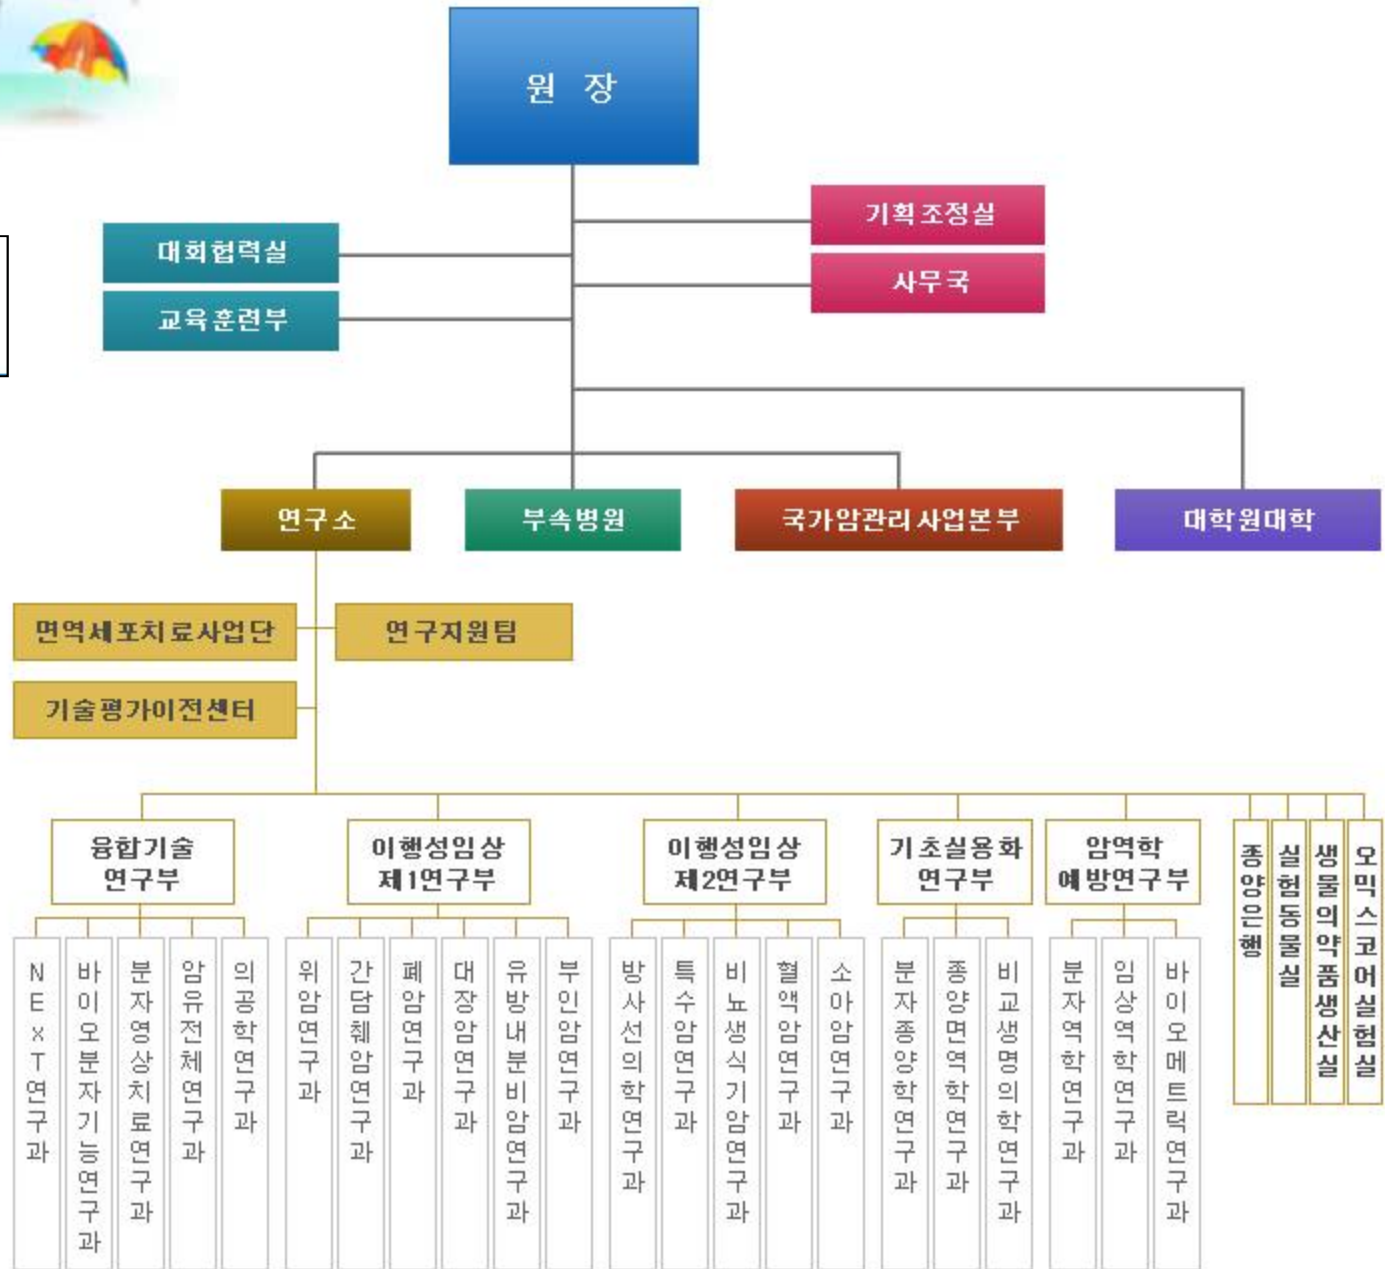 원 장
기획조정실
대회협력실
사무국
교육훈련부
연구소
부속병원
국가암관리사업본부
대학원대학
면역세포치료사업단
연구지원팀
기술평가이전센터
융합기술
연구부
이행성임상
제1연구부
이행성임상
제2연구부
기초실용화
연구부
암역학
예방연구부
종양은행
실험동물실
생물의약품생산실
오믹스코어실험실
NExT연구과
바이오분자기능연구과
분자영상치료연구과
암유전체연구과
의공학연구과
위암연구과
간담췌암연구과
폐암연구과
대장암연구과
유방내분비암연구과
부인암연구과
방사선의학연구과
특수암연구과
비뇨생식기암연구과
혈액암연구과
소아암연구과
분자종양학연구과
종양면역학연구과
비교생명의학연구과
분자역학연구과
임상역학연구과
바이오메트릭연구과